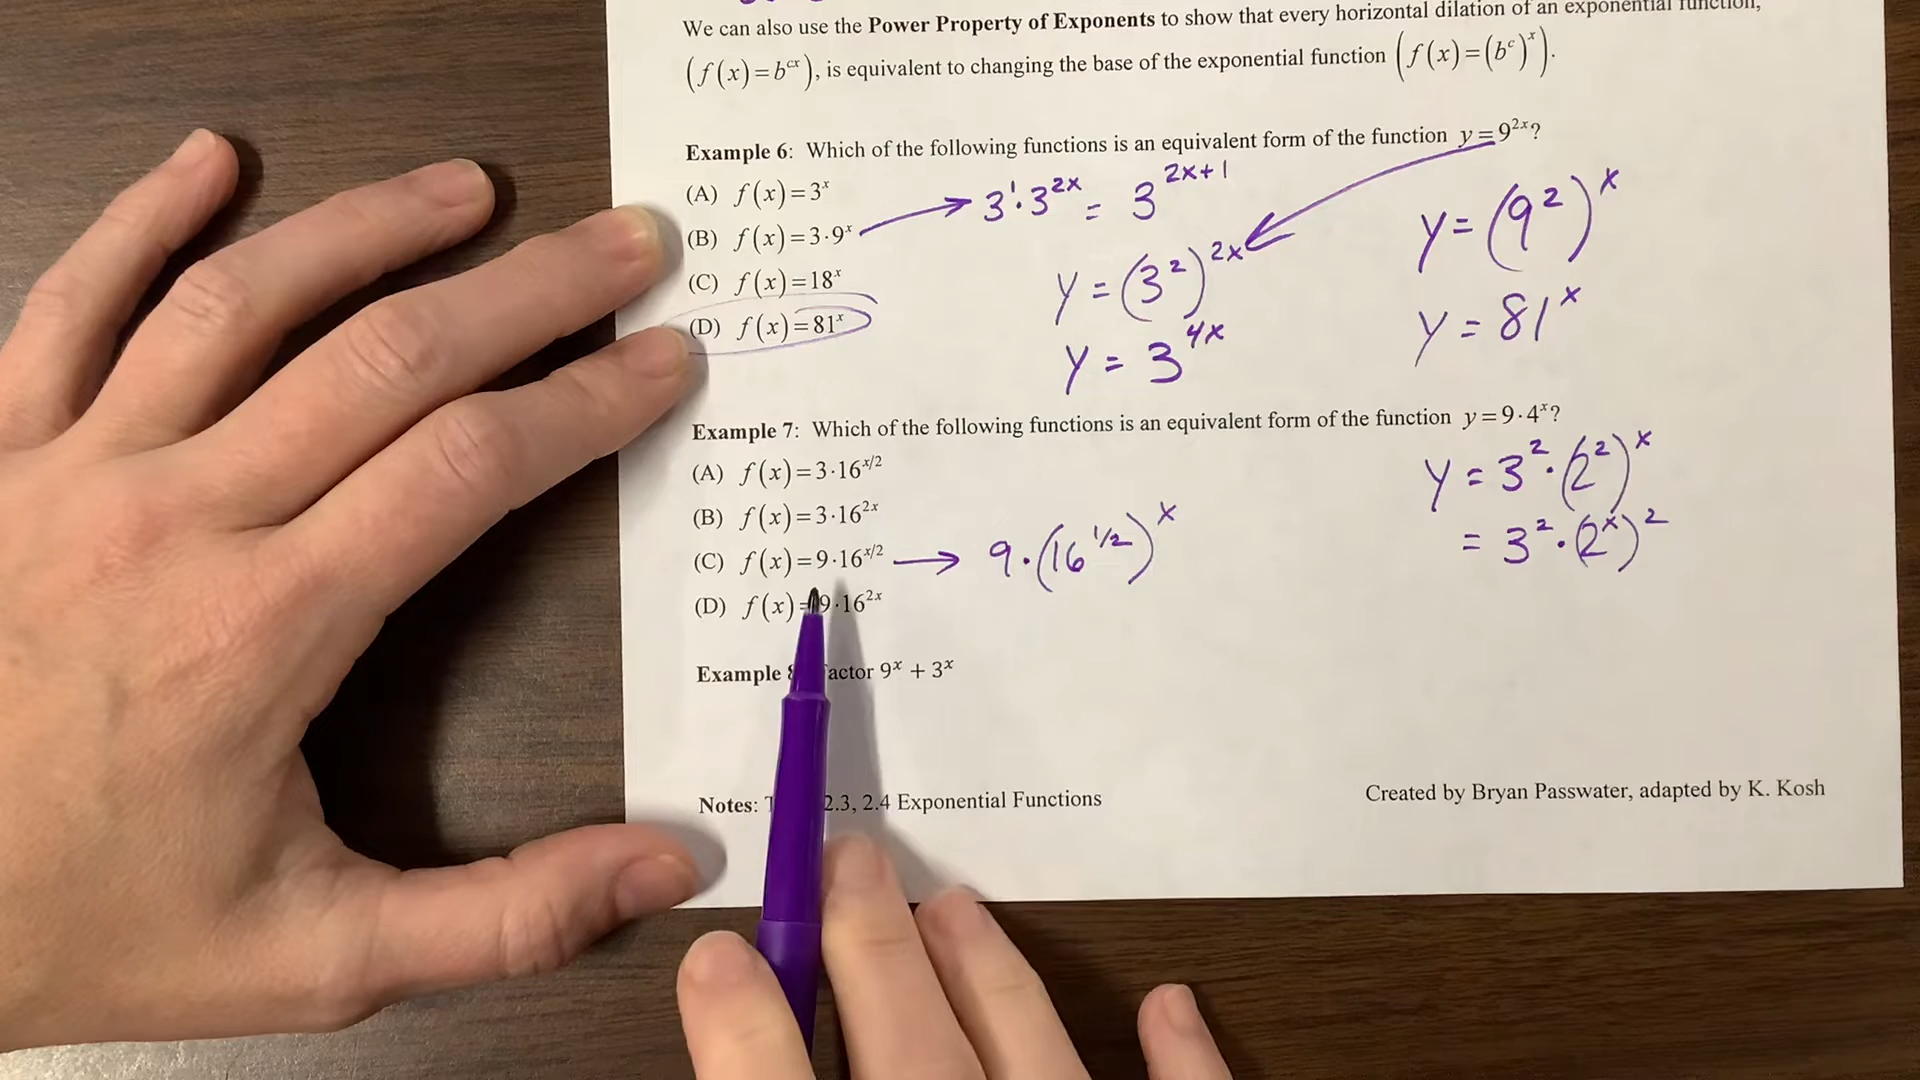 We can also use the Power Property of Exponents to show that every horizontal dilation of an exponential function,
(f(x)=b^{cx}), is equivalent to changing the base of the exponential function (f(x)=(b^c)^x).
Example 6: Which of the following functions is an equivalent form of the function y=9^{2x}?
(A) f(x)=3^x
(B) f(x)=3·9^x → 3^1·3^{2x} = 3^{2x+1}
(C) f(x)=18^x
(D) f(x)=81^x
y=(3^2)^{2x}
y=3^{4x}
y=(9^2)^x
y=81^x
Example 7: Which of the following functions is an equivalent form of the function y=9·4^x?
(A) f(x)=3·16^{x/2}
(B) f(x)=3·16^{2x}
(C) f(x)=9·16^{x/2} → 9·(16^{1/2})^x
(D) f(x)=9·16^{2x}
y=3^2·(2^2)^x
=3^2·(2^x)^2
Example actor 9^x + 3^x
Notes: 2.3, 2.4 Exponential Functions
Created by Bryan Passwater, adapted by K. Kosh